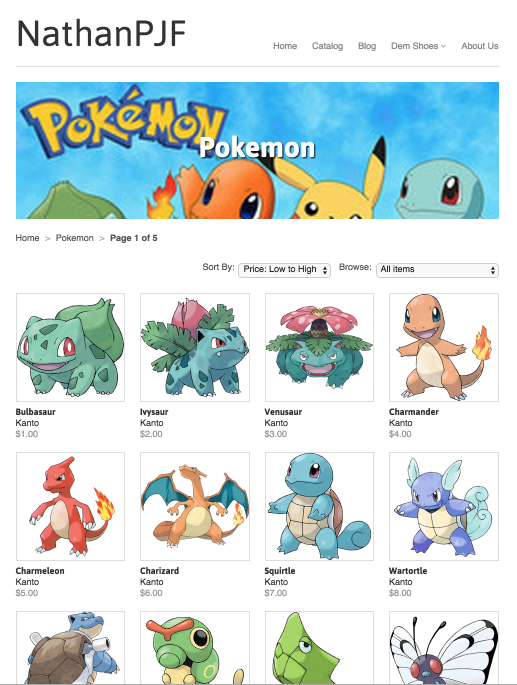 NathanPJF
Home Catalog Blog Dem Shoes About Us
POKéMON
Pokemon
Home > Pokemon > Page 1 of 5
Sort By: Price: Low to High Browse: All items
Bulbasaur Ivysaur Venusaur Charmander
Kanto Kanto Kanto Kanto
$1.00 $2.00 $3.00 $4.00
Charmeleon Charizard Squirtle Wartortle
Kanto Kanto Kanto Kanto
$5.00 $6.00 $7.00 $8.00